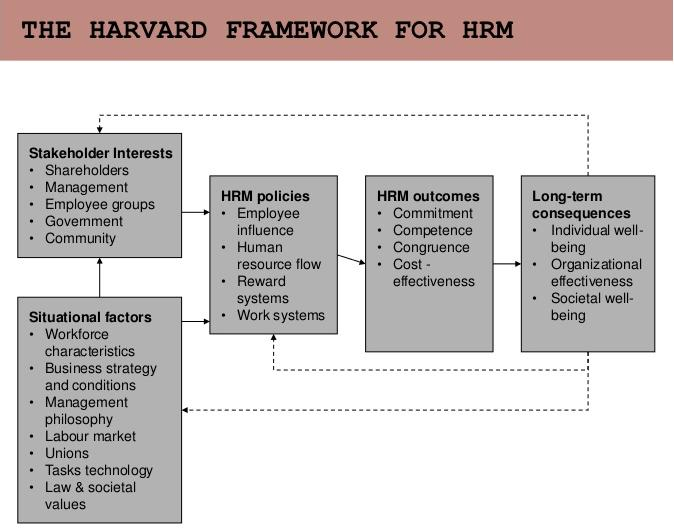 THE HARVARD FRAMEWORK FOR HRM
Stakeholder Interests
• Shareholders
• Management
• Employee groups
• Government
• Community
Situational factors
• Workforce
characteristics
• Business strategy
and conditions
• Management
philosophy
• Labour market
• Unions
• Tasks technology
• Law & societal
values
HRM policies
• Employee
influence
• Human
resource flow
• Reward
systems
• Work systems
HRM outcomes
• Commitment
• Competence
• Congruence
• Cost -
effectiveness
Long-term
consequences
• Individual well-
being
• Organizational
effectiveness
• Societal well-
being